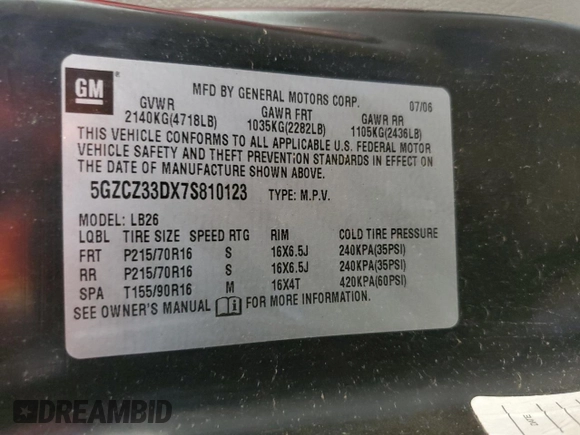 GM
MFD BY GENERAL MOTORS CORP. 07/06
GVWR GAWR FRT GAWR RR
2140KG(4718LB) 1035KG(2282LB) 1105KG(2436LB)
THIS VEHICLE CONFORMS TO ALL APPLICABLE U.S. FEDERAL MOTOR
VEHICLE SAFETY AND THEFT PREVENTION STANDARDS IN EFFECT ON
THE DATE OF MANUFACTURE SHOWN ABOVE.
5GZCZ33DX7S810123 TYPE: M.P.V.
MODEL: LB26
LQBL TIRE SIZE SPEED RTG RIM COLD TIRE PRESSURE
FRT P215/70R16 S 16X6.5J 240KPA(35PSI)
RR P215/70R16 S 16X6.5J 240KPA(35PSI)
SPA T155/90R16 M 16X4T 420KPA(60PSI)
SEE OWNER'S MANUAL i FOR MORE INFORMATION.
DATE
DREAMBID